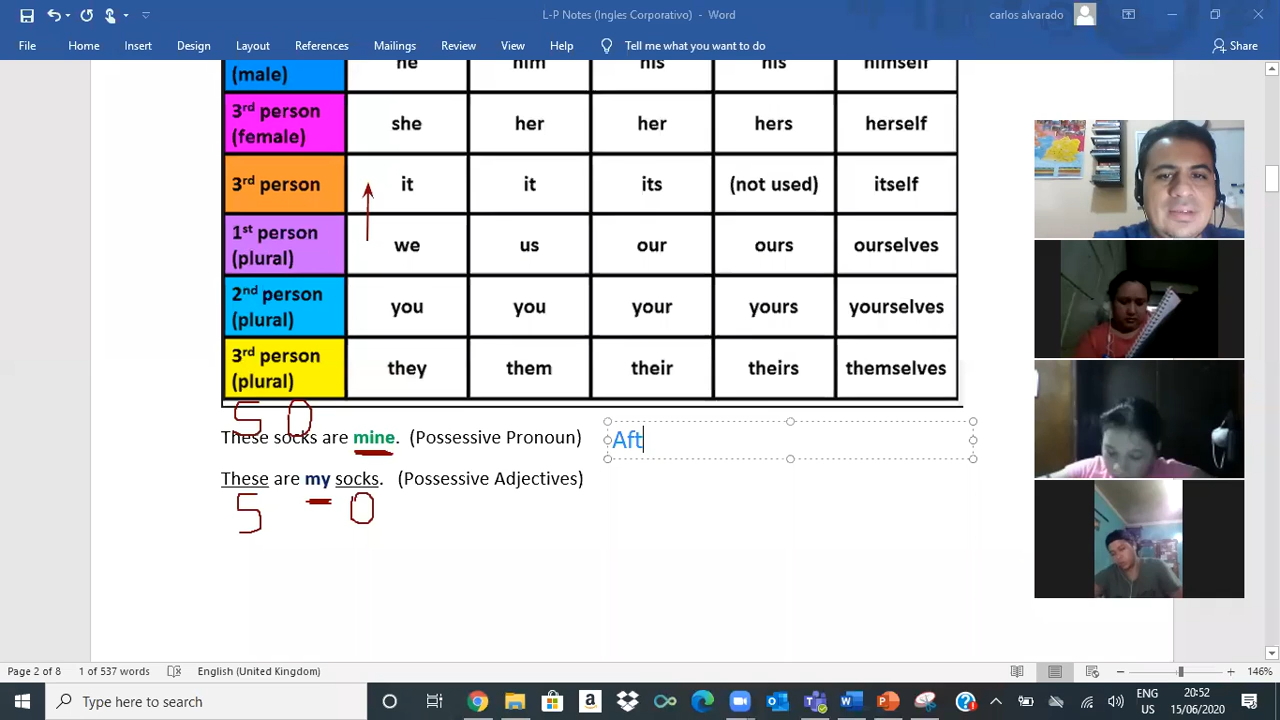 L-P Notes (Ingles Corporativo) - Word
carlos alvarado
File Home Insert Design Layout References Mailings Review View Help Tell me what you want to do Share
(male) he him his his himself
3rd person (female) she her her hers herself
3rd person it it its (not used) itself
1st person (plural) we us our ours ourselves
2nd person (plural) you you your yours yourselves
3rd person (plural) they them their theirs themselves
S O
These socks are mine. (Possessive Pronoun)
Aft
These are my socks. (Possessive Adjectives)
S O
Page 2 of 8 1 of 537 words English (United Kingdom) 146%
Type here to search
ENG 20:52
US 15/06/2020